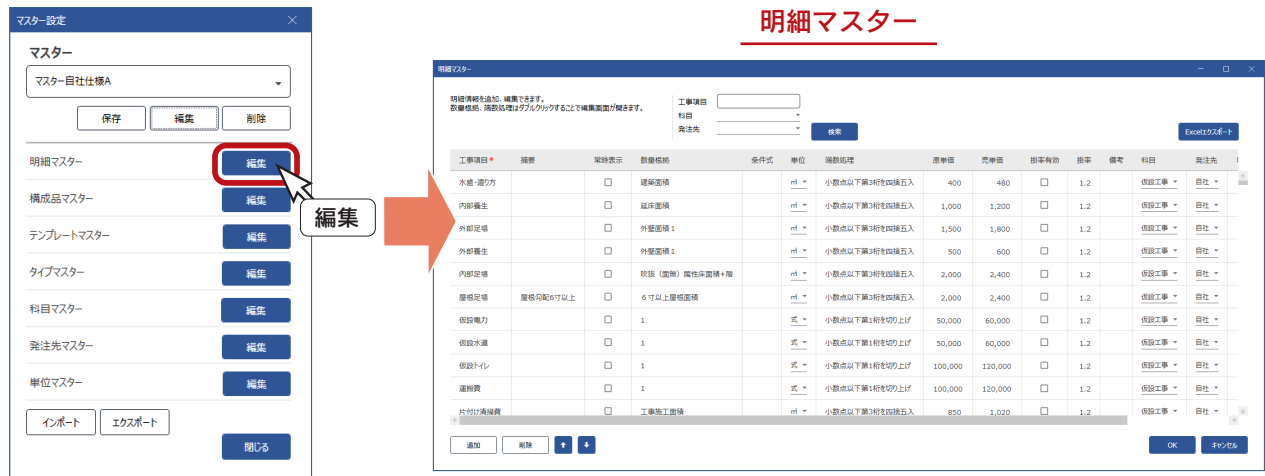 マスター設定
マスター
マスター自社仕様A
保存 編集 削除
明細マスター 編集
構成品マスター 編集
テンプレートマスター 編集
タイプマスター 編集
科目マスター 編集
発注先マスター 編集
単位マスター 編集
インポート エクスポート
閉じる
編集
明細マスター
明細マスター
明細情報を追加、編集できます。
数量根拠、端数処理はダブルクリックすることで編集画面が開きます。
工事項目
科目
発注先
検索
Excelエクスポート
工事項目* 摘要 常時表示 数量根拠 条件式 単位 端数処理 原単価 売単価 掛率有効 掛率 備考 科目 発注先
水盛・遣り方 建築面積 ㎡ 小数点以下第3桁を四捨五入 400 480 1.2 仮設工事 自社
内部養生 延床面積 ㎡ 小数点以下第3桁を四捨五入 1,000 1,200 1.2 仮設工事 自社
外部足場 外壁面積1 ㎡ 小数点以下第3桁を四捨五入 1,500 1,800 1.2 仮設工事 自社
外部養生 外壁面積1 ㎡ 小数点以下第3桁を四捨五入 500 600 1.2 仮設工事 自社
内部足場 吹抜（面無）属性床面積+階 ㎡ 小数点以下第3桁を四捨五入 2,000 2,400 1.2 仮設工事 自社
屋根足場 屋根勾配6寸以上 6寸以上屋根面積 ㎡ 小数点以下第3桁を四捨五入 2,000 2,400 1.2 仮設工事 自社
仮設電力 1 式 小数点以下第1桁を切り上げ 50,000 60,000 1.2 仮設工事 自社
仮設水道 1 式 小数点以下第1桁を切り上げ 50,000 60,000 1.2 仮設工事 自社
仮設トイレ 1 式 小数点以下第1桁を切り上げ 100,000 120,000 1.2 仮設工事 自社
運搬費 1 式 小数点以下第1桁を切り上げ 100,000 120,000 1.2 仮設工事 自社
片付け清掃費 工事施工面積 ㎡ 小数点以下第3桁を四捨五入 850 1,020 1.2 仮設工事 自社
追加 削除 OK キャンセル